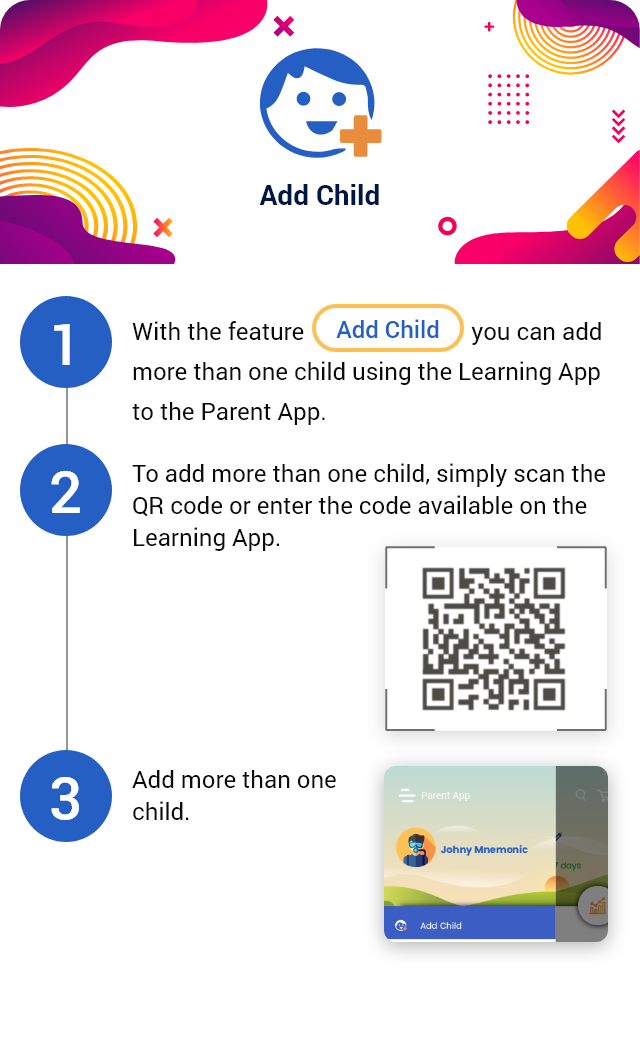 Add Child
1
With the feature Add Child you can add
more than one child using the Learning App
to the Parent App.
2
To add more than one child, simply scan the
QR code or enter the code available on the
Learning App.
3
Add more than one
child.
Parent App
Johny Mnemonic
7 days
Add Child